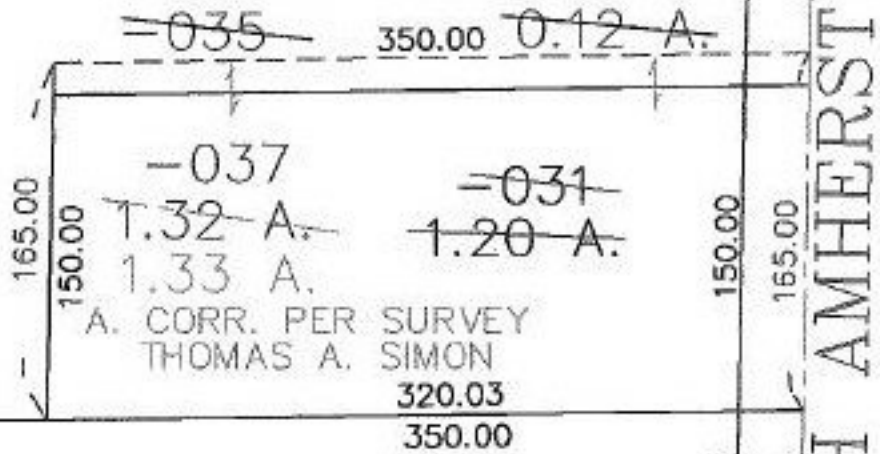 -035 350.00 0.12 A.
-037
-031
1.32 A.
1.20 A.
1.33 A.
A. CORR. PER SURVEY
THOMAS A. SIMON
320.03
350.00
165.00
150.00
150.00
165.00
H AMHERST